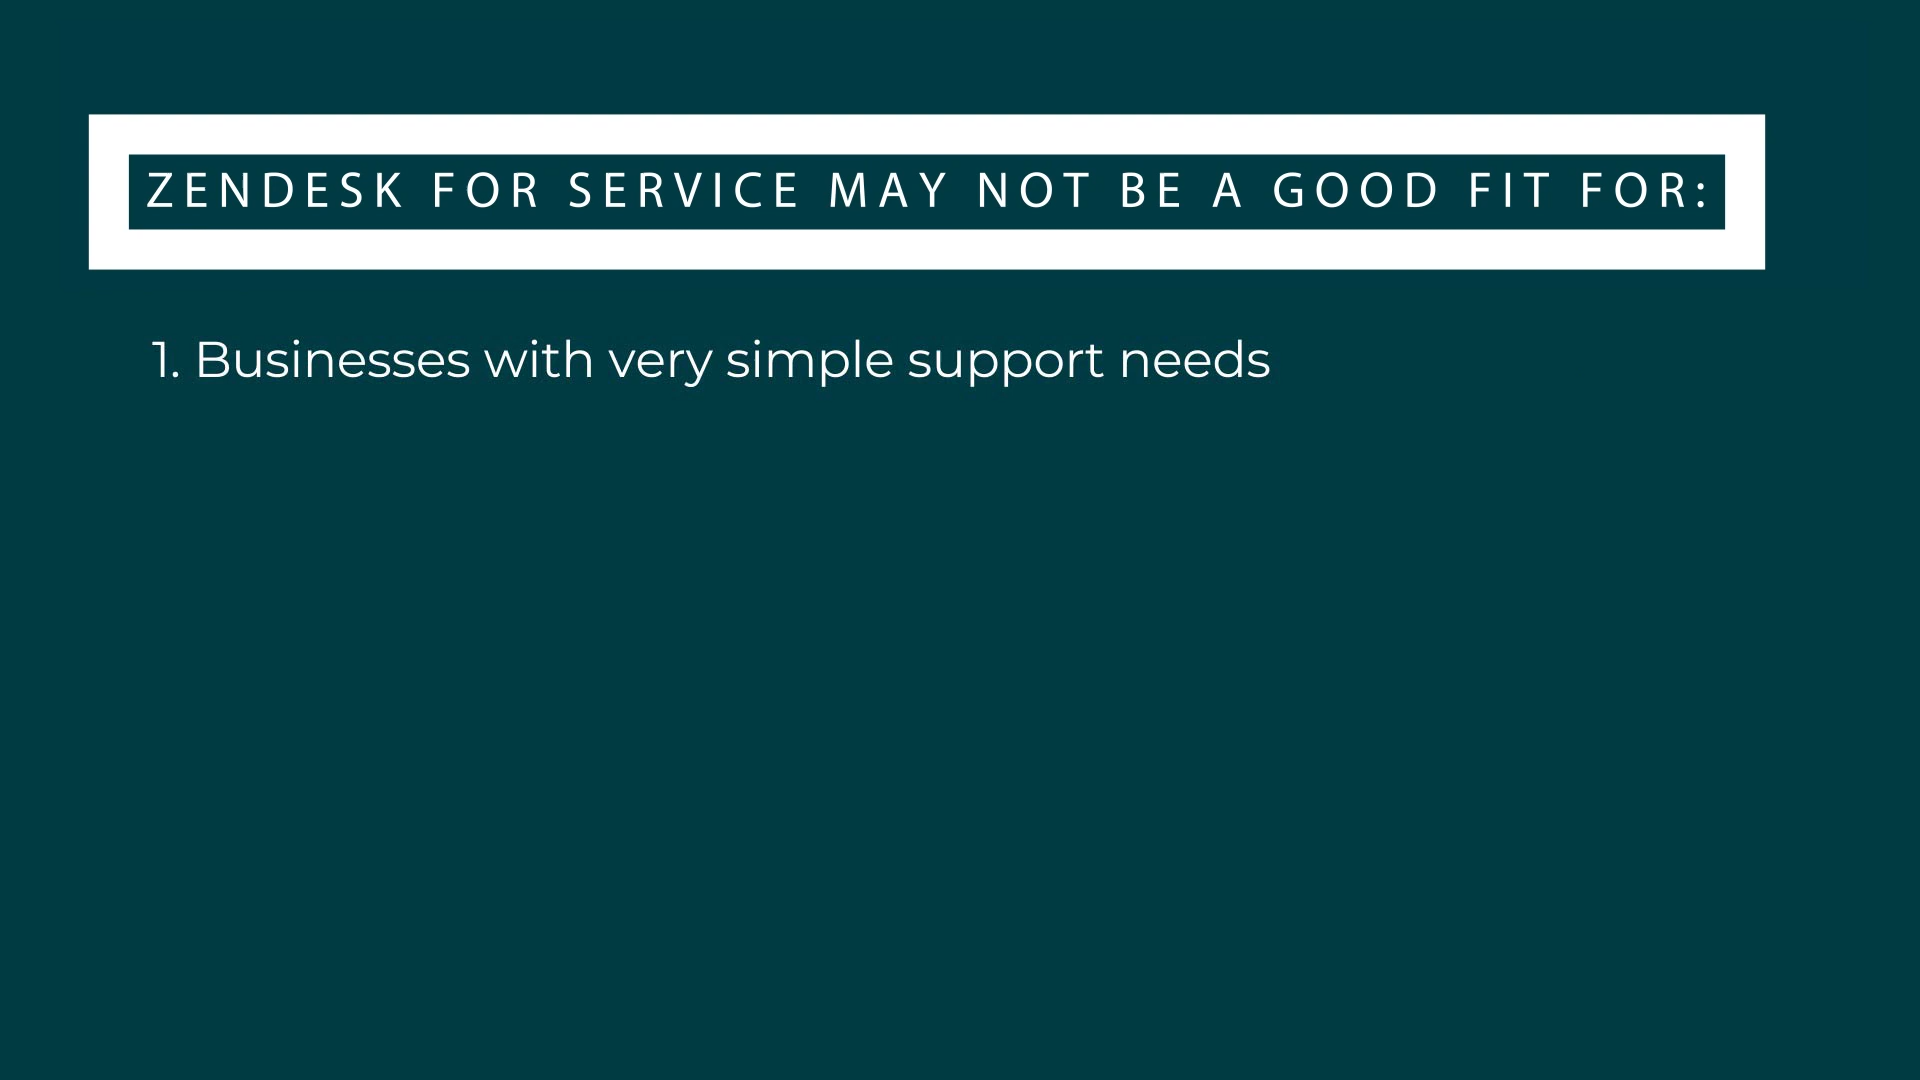 ZENDESK FOR SERVICE MAY NOT BE A GOOD FIT FOR:
1. Businesses with very simple support needs